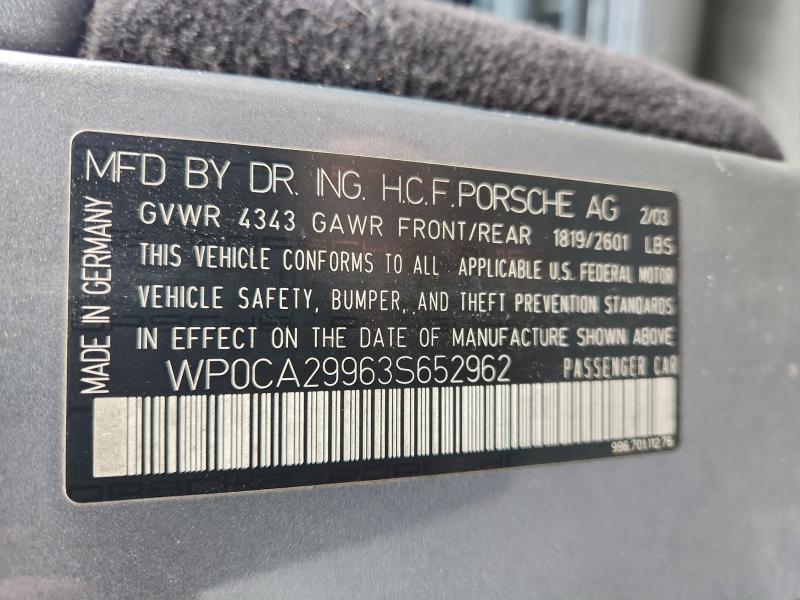 MFD BY DR. ING. H.C.F. PORSCHE AG 2/03
GVWR 4343 GAWR FRONT/REAR 1819/2601 LBS
THIS VEHICLE CONFORMS TO ALL APPLICABLE U.S. FEDERAL MOTOR
VEHICLE SAFETY, BUMPER, AND THEFT PREVENTION STANDARDS
IN EFFECT ON THE DATE OF MANUFACTURE SHOWN ABOVE
WP0CA29963S652962 PASSENGER CAR
996.701.112.76
MADE IN GERMANY